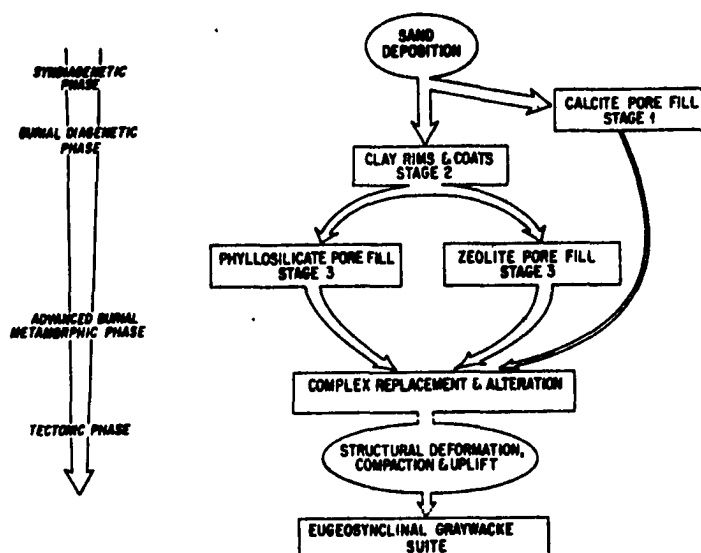 SAND
DEPOSITION
SYNDIAGENETIC
PHASE
CALCITE PORE FILL
STAGE 1
BURIAL DIAGENETIC
PHASE
CLAY RIMS & COATS
STAGE 2
PHYLLOSILICATE PORE FILL
STAGE 3
ZEOLITE PORE FILL
STAGE 3
ADVANCED BURIAL
METAMORPHIC PHASE
COMPLEX REPLACEMENT & ALTERATION
TECTONIC PHASE
STRUCTURAL DEFORMATION,
COMPACTION & UPLIFT
EUGEOSYNCLINAL GRAYWACKE
SUITE